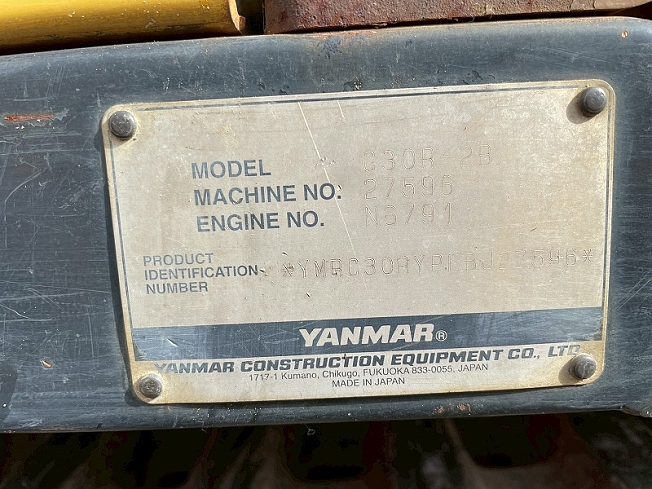 MODEL C30R 2B
MACHINE NO: 27596
ENGINE NO. N8791
PRODUCT
IDENTIFICATION
NUMBER
YANMAR®
YANMAR CONSTRUCTION EQUIPMENT CO., LTD.
1717-1 Kumano, Chikugo, FUKUOKA 833-0055, JAPAN
MADE IN JAPAN